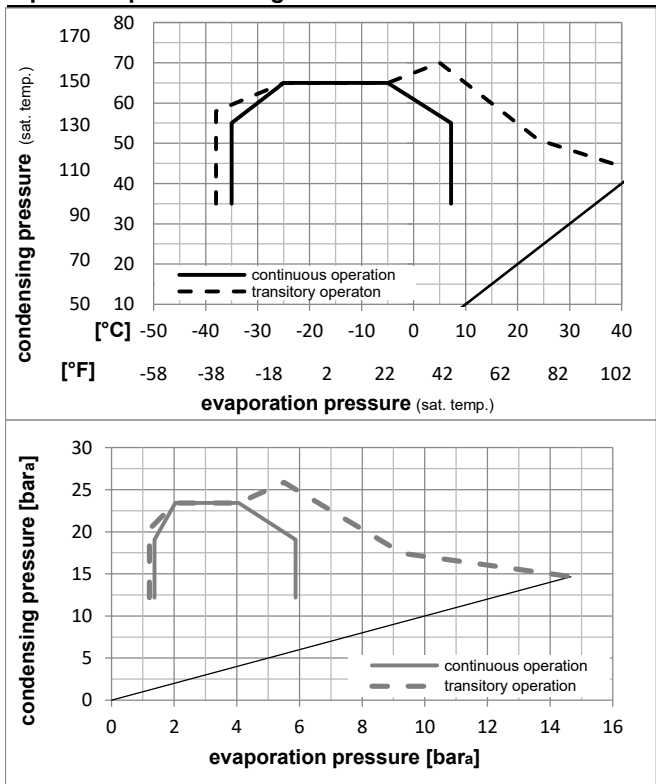 condensing pressure (sat. temp.)
170 80
70
150 60
130 50
110 40
90 30
70 20
50 10
continuous operation
transitory operaton
[°C] -50 -40 -30 -20 -10 0 10 20 30 40
[°F] -58 -38 -18 2 22 42 62 82 102
evaporation pressure (sat. temp.)
condensing pressure [bara]
30
25
20
15
10
5
0
continuous operation
transitory operation
0 2 4 6 8 10 12 14 16
evaporation pressure [bara]